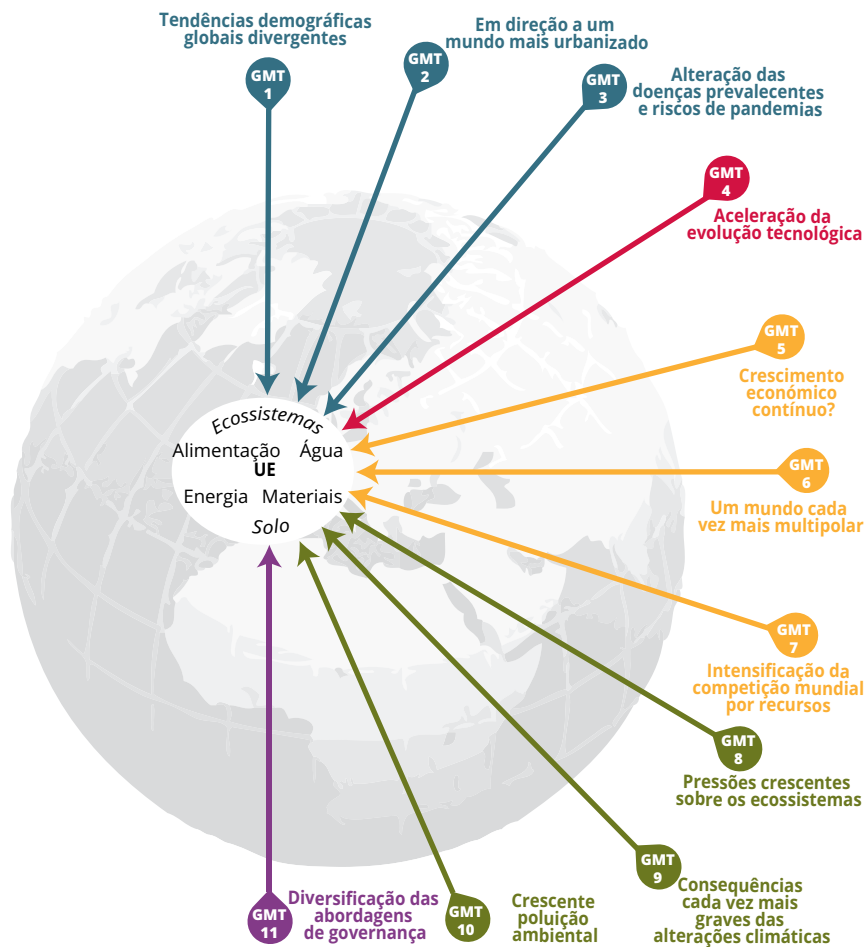 Tendências demográficas
globais divergentes
GMT
1
Em direção a um
mundo mais urbanizado
GMT
2
Alteração das
doenças prevalecentes
e riscos de pandemias
GMT
3
GMT
4
Aceleração da
evolução tecnológica
GMT
5
Crescimento
económico
contínuo?
GMT
6
Um mundo cada
vez mais multipolar
GMT
7
Intensificação da
competição mundial
por recursos
GMT
8
Pressões crescentes
sobre os ecossistemas
GMT
9
Consequências
cada vez mais
graves das
alterações climáticas
GMT
10
Crescente
poluição
ambiental
GMT
11
Diversificação das
abordagens
de governança
Ecossistemas
Alimentação Água
UE
Energia Materiais
Solo